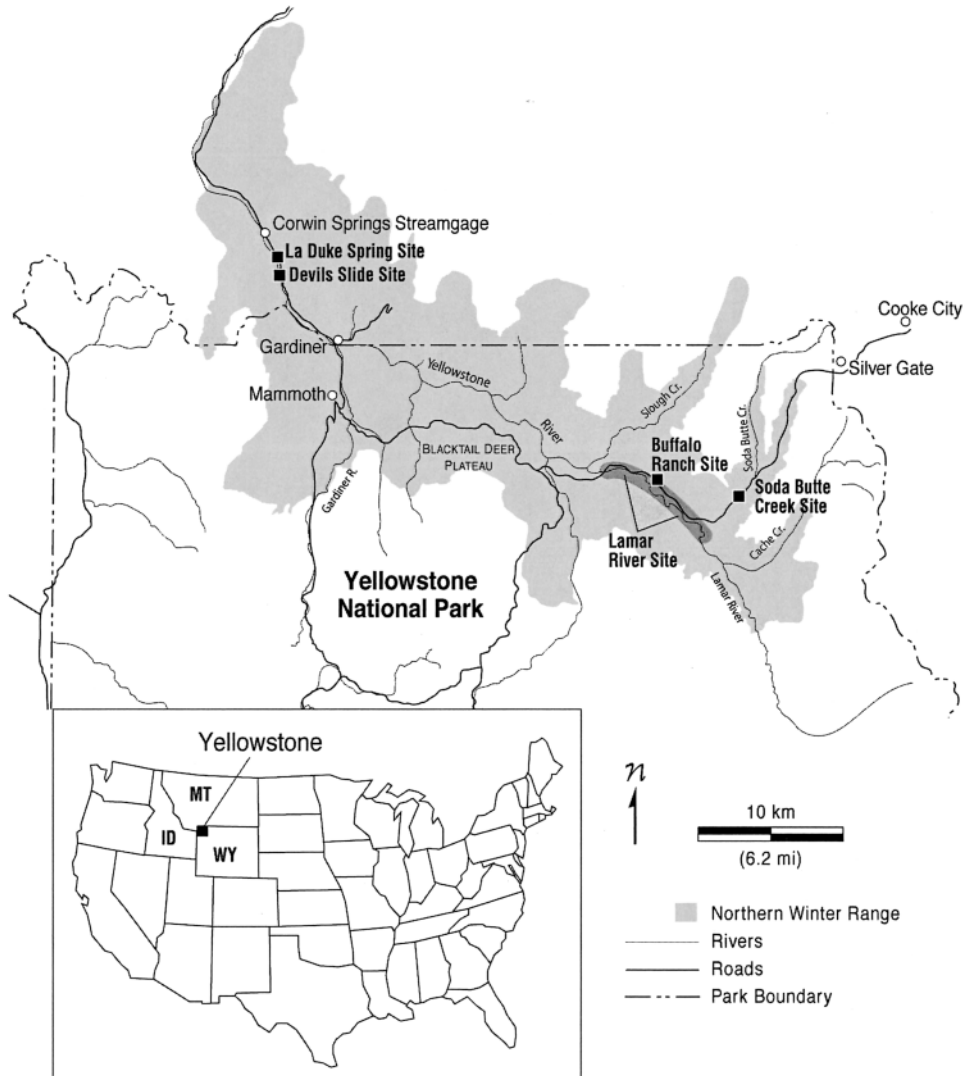 Corwin Springs Streamgage
La Duke Spring Site
Devils Slide Site
Cooke City
Gardiner
Silver Gate
Yellowstone
Mammoth
Slough Cr.
River
Soda Butte Cr.
Buffalo
Ranch Site
BLACKTAIL DEER
PLATEAU
Gardiner R.
Soda Butte
Creek Site
Lamar
River Site
Cache Cr.
Yellowstone
National Park
Lamar River
Yellowstone
MT
ID
WY
n
10 km
(6.2 mi)
Northern Winter Range
Rivers
Roads
Park Boundary